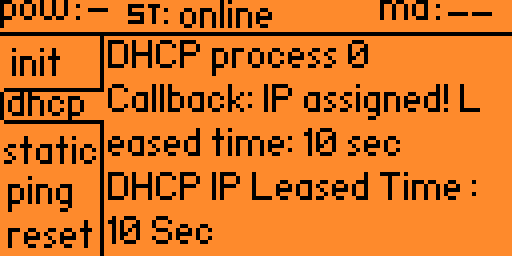 pow:- ST: online md:--
init
dhcp
static
ping
reset
DHCP process 0
Callback: IP assigned! L
eased time: 10 sec
DHCP IP Leased Time :
10 Sec